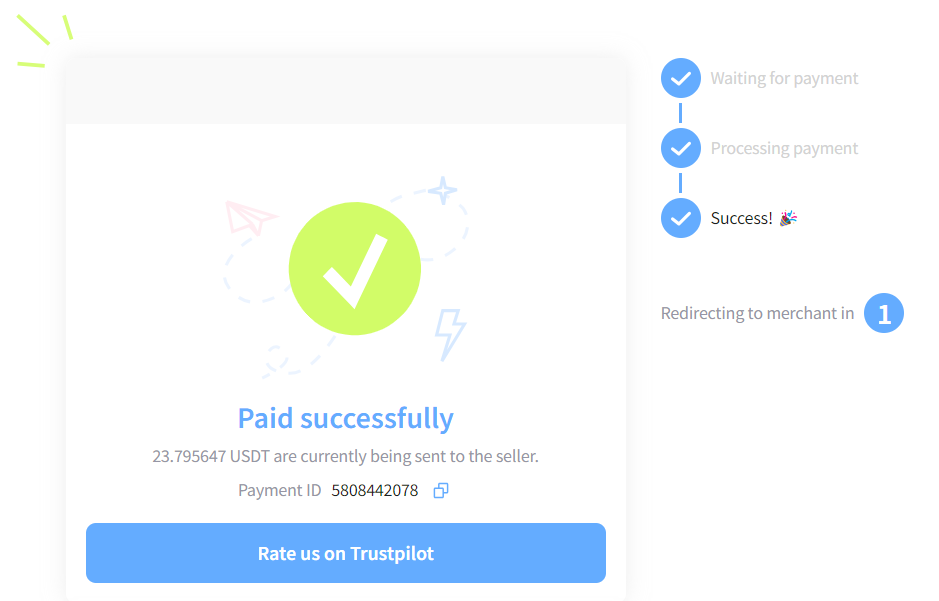 Waiting for payment
Processing payment
Success! 🎉
Redirecting to merchant in 1
Paid successfully
23.795647 USDT are currently being sent to the seller.
Payment ID 5808442078
Rate us on Trustpilot